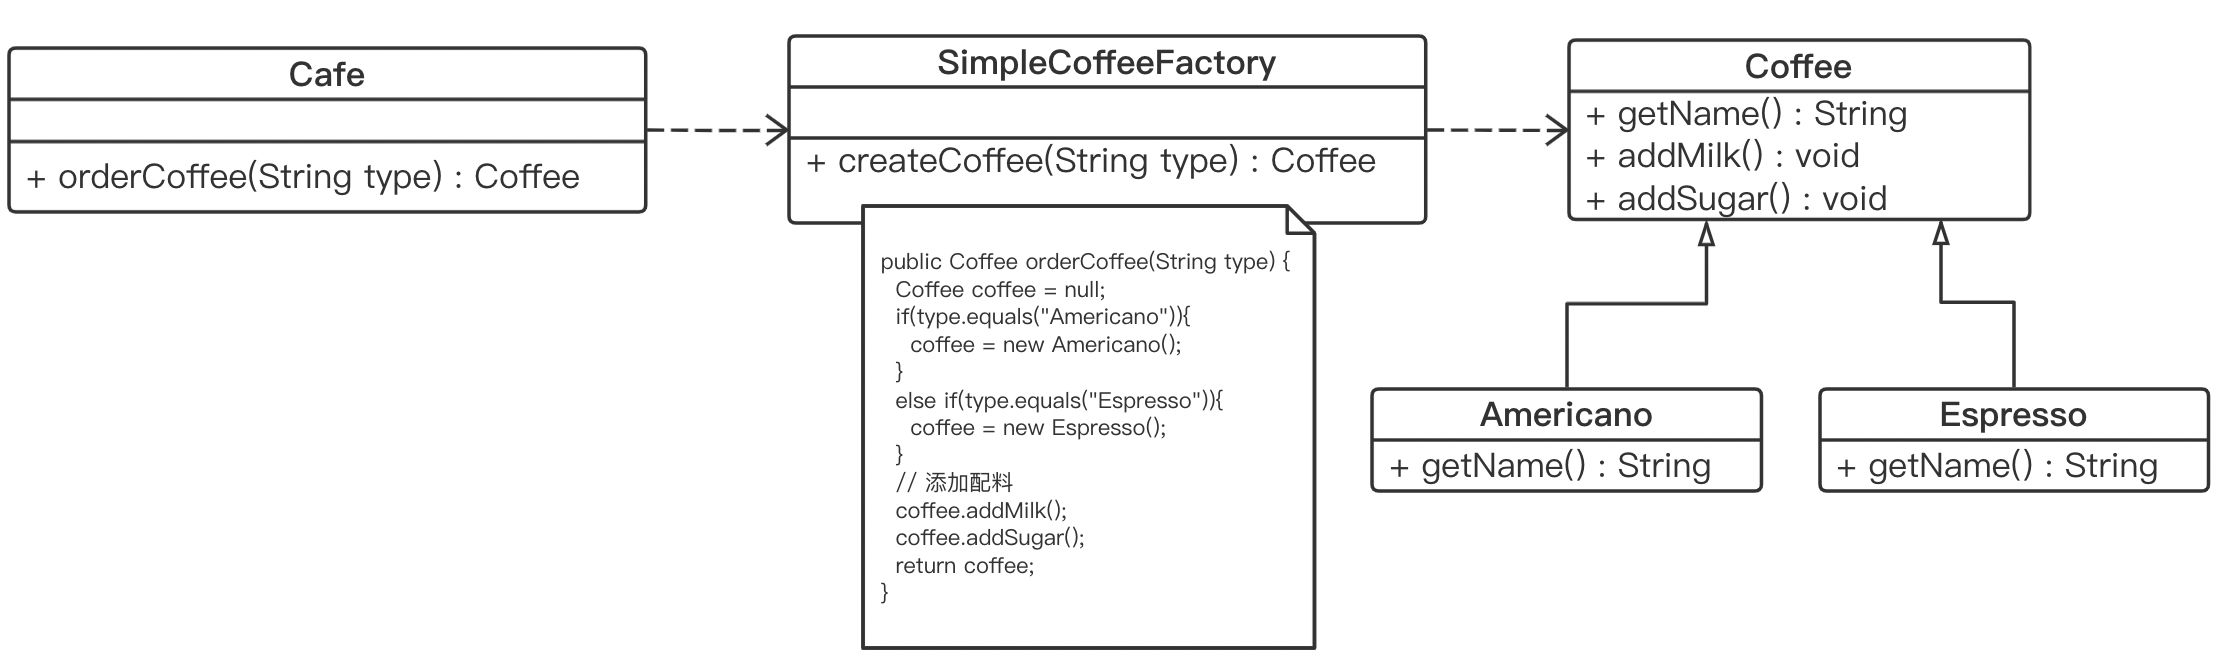 Cafe
+ orderCoffee(String type) : Coffee
SimpleCoffeeFactory
+ createCoffee(String type) : Coffee
public Coffee orderCoffee(String type) {
Coffee coffee = null;
if(type.equals("Americano")){
coffee = new Americano();
}
else if(type.equals("Espresso")){
coffee = new Espresso();
}
// 添加配料
coffee.addMilk();
coffee.addSugar();
return coffee;
}
Coffee
+ getName() : String
+ addMilk() : void
+ addSugar() : void
Americano
+ getName() : String
Espresso
+ getName() : String